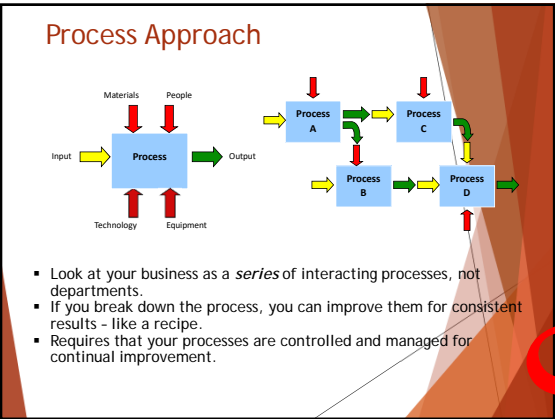 Process Approach
Materials People
Input Process Output
Technology Equipment
Process
A
Process
C
Process
B
Process
D
▪ Look at your business as a series of interacting processes, not
departments.
▪ If you break down the process, you can improve them for consistent
results – like a recipe.
▪ Requires that your processes are controlled and managed for
continual improvement.